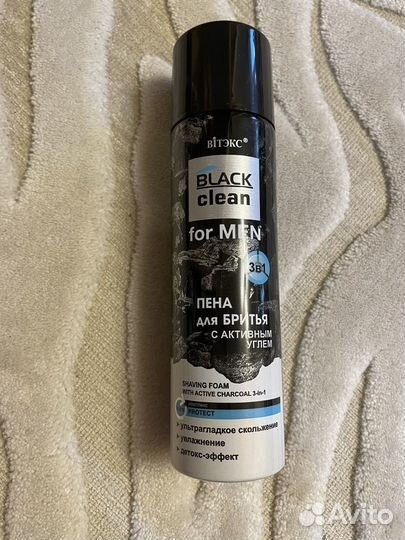 ВІТЭКС®
BLACK
clean
for MEN
3в1
ПЕНА
для БРИТЬЯ
С АКТИВНЫМ
УГЛЕМ
SHAVING FOAM
WITH ACTIVE CHARCOAL 3-in-1
PROTECT
ультрагладкое скольжение
увлажнение
детокс-эффект
Avito